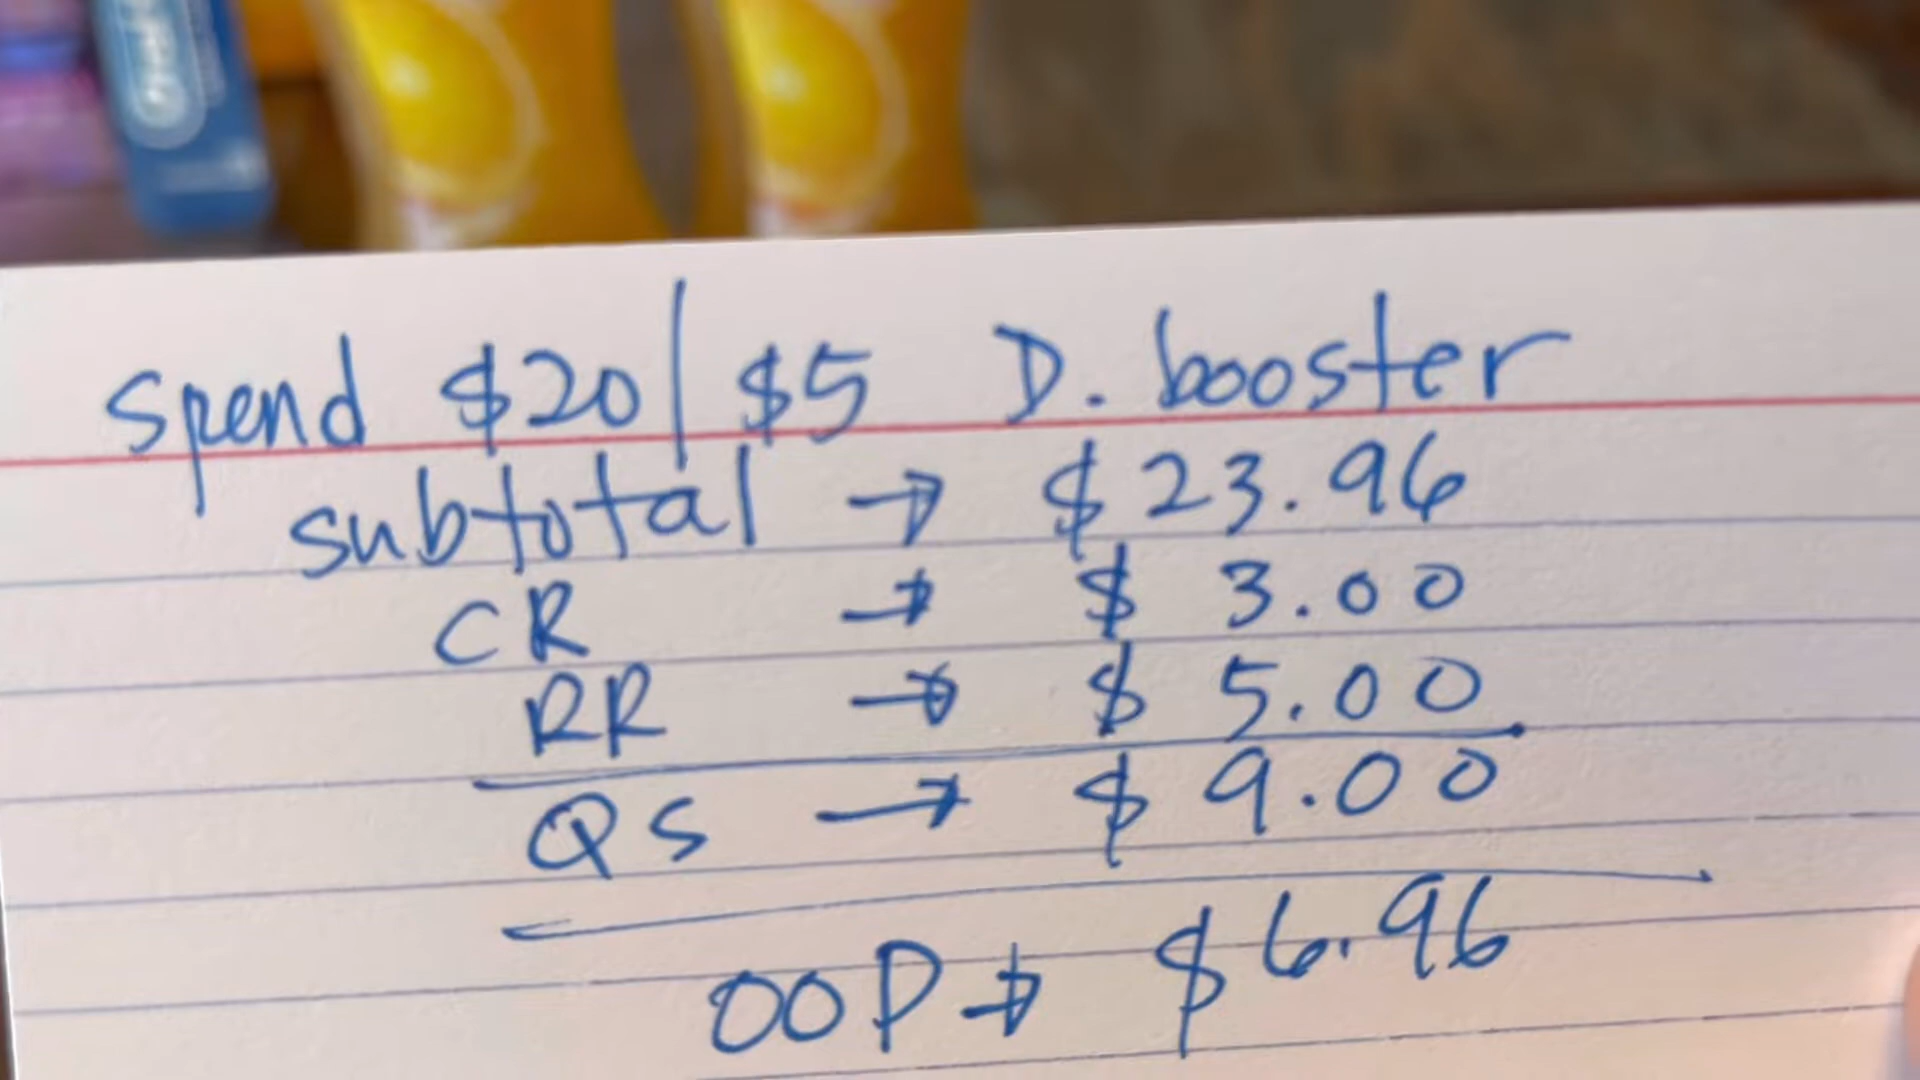 spend $20/$5 D. booster
subtotal → $23.96
CR → $ 3.00
RR → $ 5.00
QS → $ 9.00
OOP → $6.96